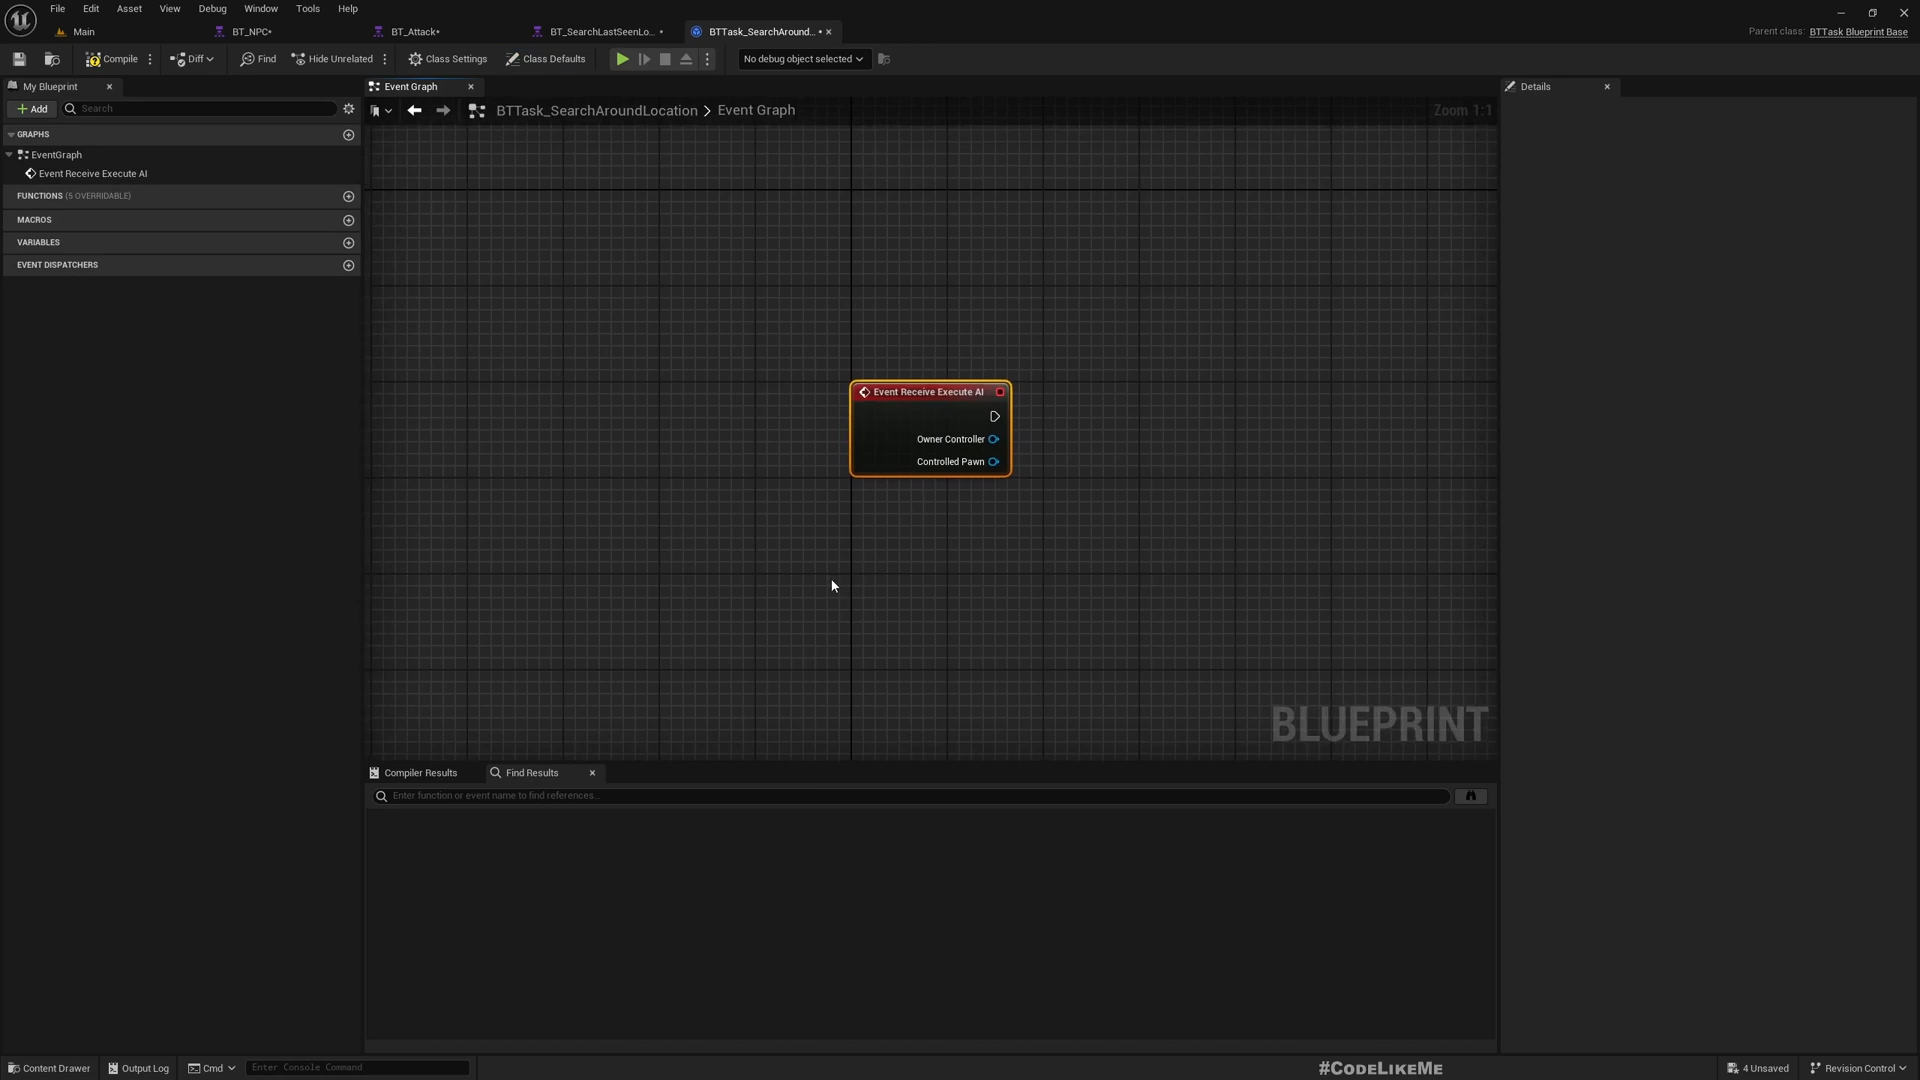 File Edit Asset View Debug Window Tools Help
Main BT_NPC* BT_Attack* BT_SearchLastSeenLo... • BTTask_SearchAround... • Parent class: BTTask Blueprint Base
Compile Diff Find Hide Unrelated Class Settings Class Defaults No debug object selected
My Blueprint Event Graph Details
Add Search BTTask_SearchAroundLocation > Event Graph Zoom 1:1
GRAPHS
EventGraph
Event Receive Execute AI
FUNCTIONS (5 OVERRIDABLE)
MACROS
VARIABLES
EVENT DISPATCHERS
Event Receive Execute AI
Owner Controller
Controlled Pawn
BLUEPRINT
Compiler Results Find Results
Enter function or event name to find references...
Content Drawer Output Log Cmd Enter Console Command #CodeLikeMe 4 Unsaved Revision Control